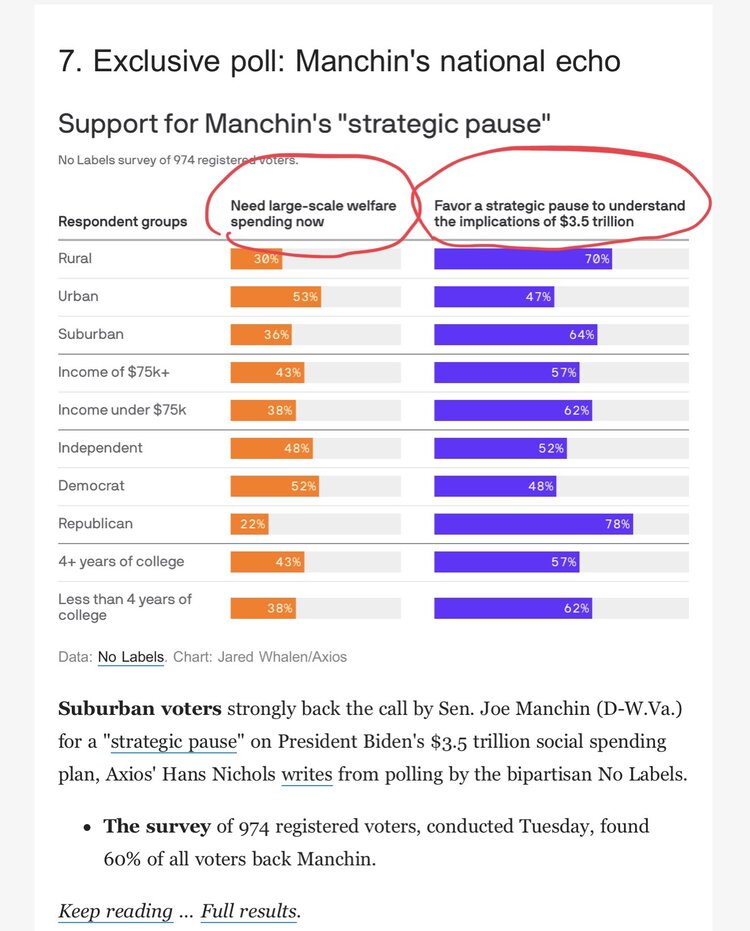 7. Exclusive poll: Manchin's national echo
Support for Manchin's "strategic pause"
No Labels survey of 974 registered voters.
Respondent groups
Need large-scale welfare
spending now
Favor a strategic pause to understand
the implications of $3.5 trillion
Rural 30% 70%
Urban 53% 47%
Suburban 36% 64%
Income of $75k+ 43% 57%
Income under $75k 38% 62%
Independent 48% 52%
Democrat 52% 48%
Republican 22% 78%
4+ years of college 43% 57%
Less than 4 years of
college 38% 62%
Data: No Labels. Chart: Jared Whalen/Axios
Suburban voters strongly back the call by Sen. Joe Manchin (D-W.Va.)
for a "strategic pause" on President Biden's $3.5 trillion social spending
plan, Axios' Hans Nichols writes from polling by the bipartisan No Labels.
• The survey of 974 registered voters, conducted Tuesday, found
60% of all voters back Manchin.
Keep reading ... Full results.